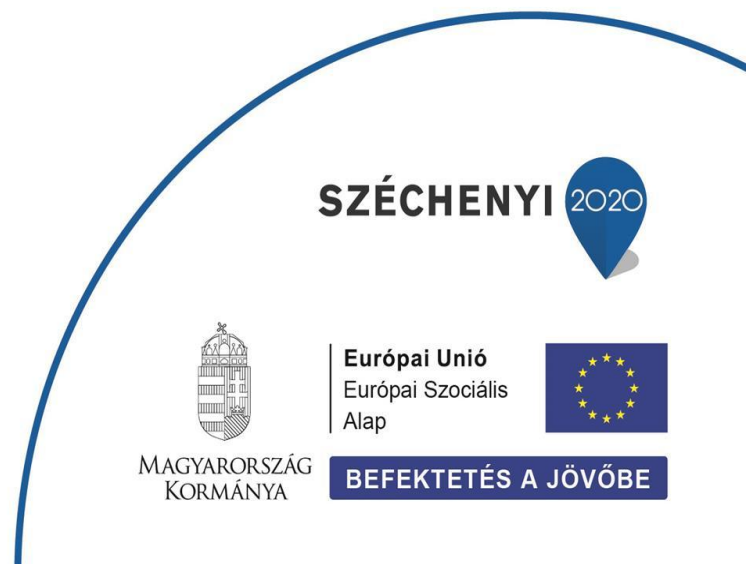 SZÉCHENYI 2020
Európai Unió
Európai Szociális
Alap
MAGYARORSZÁG
KORMÁNYA
BEFEKTETÉS A JÖVŐBE